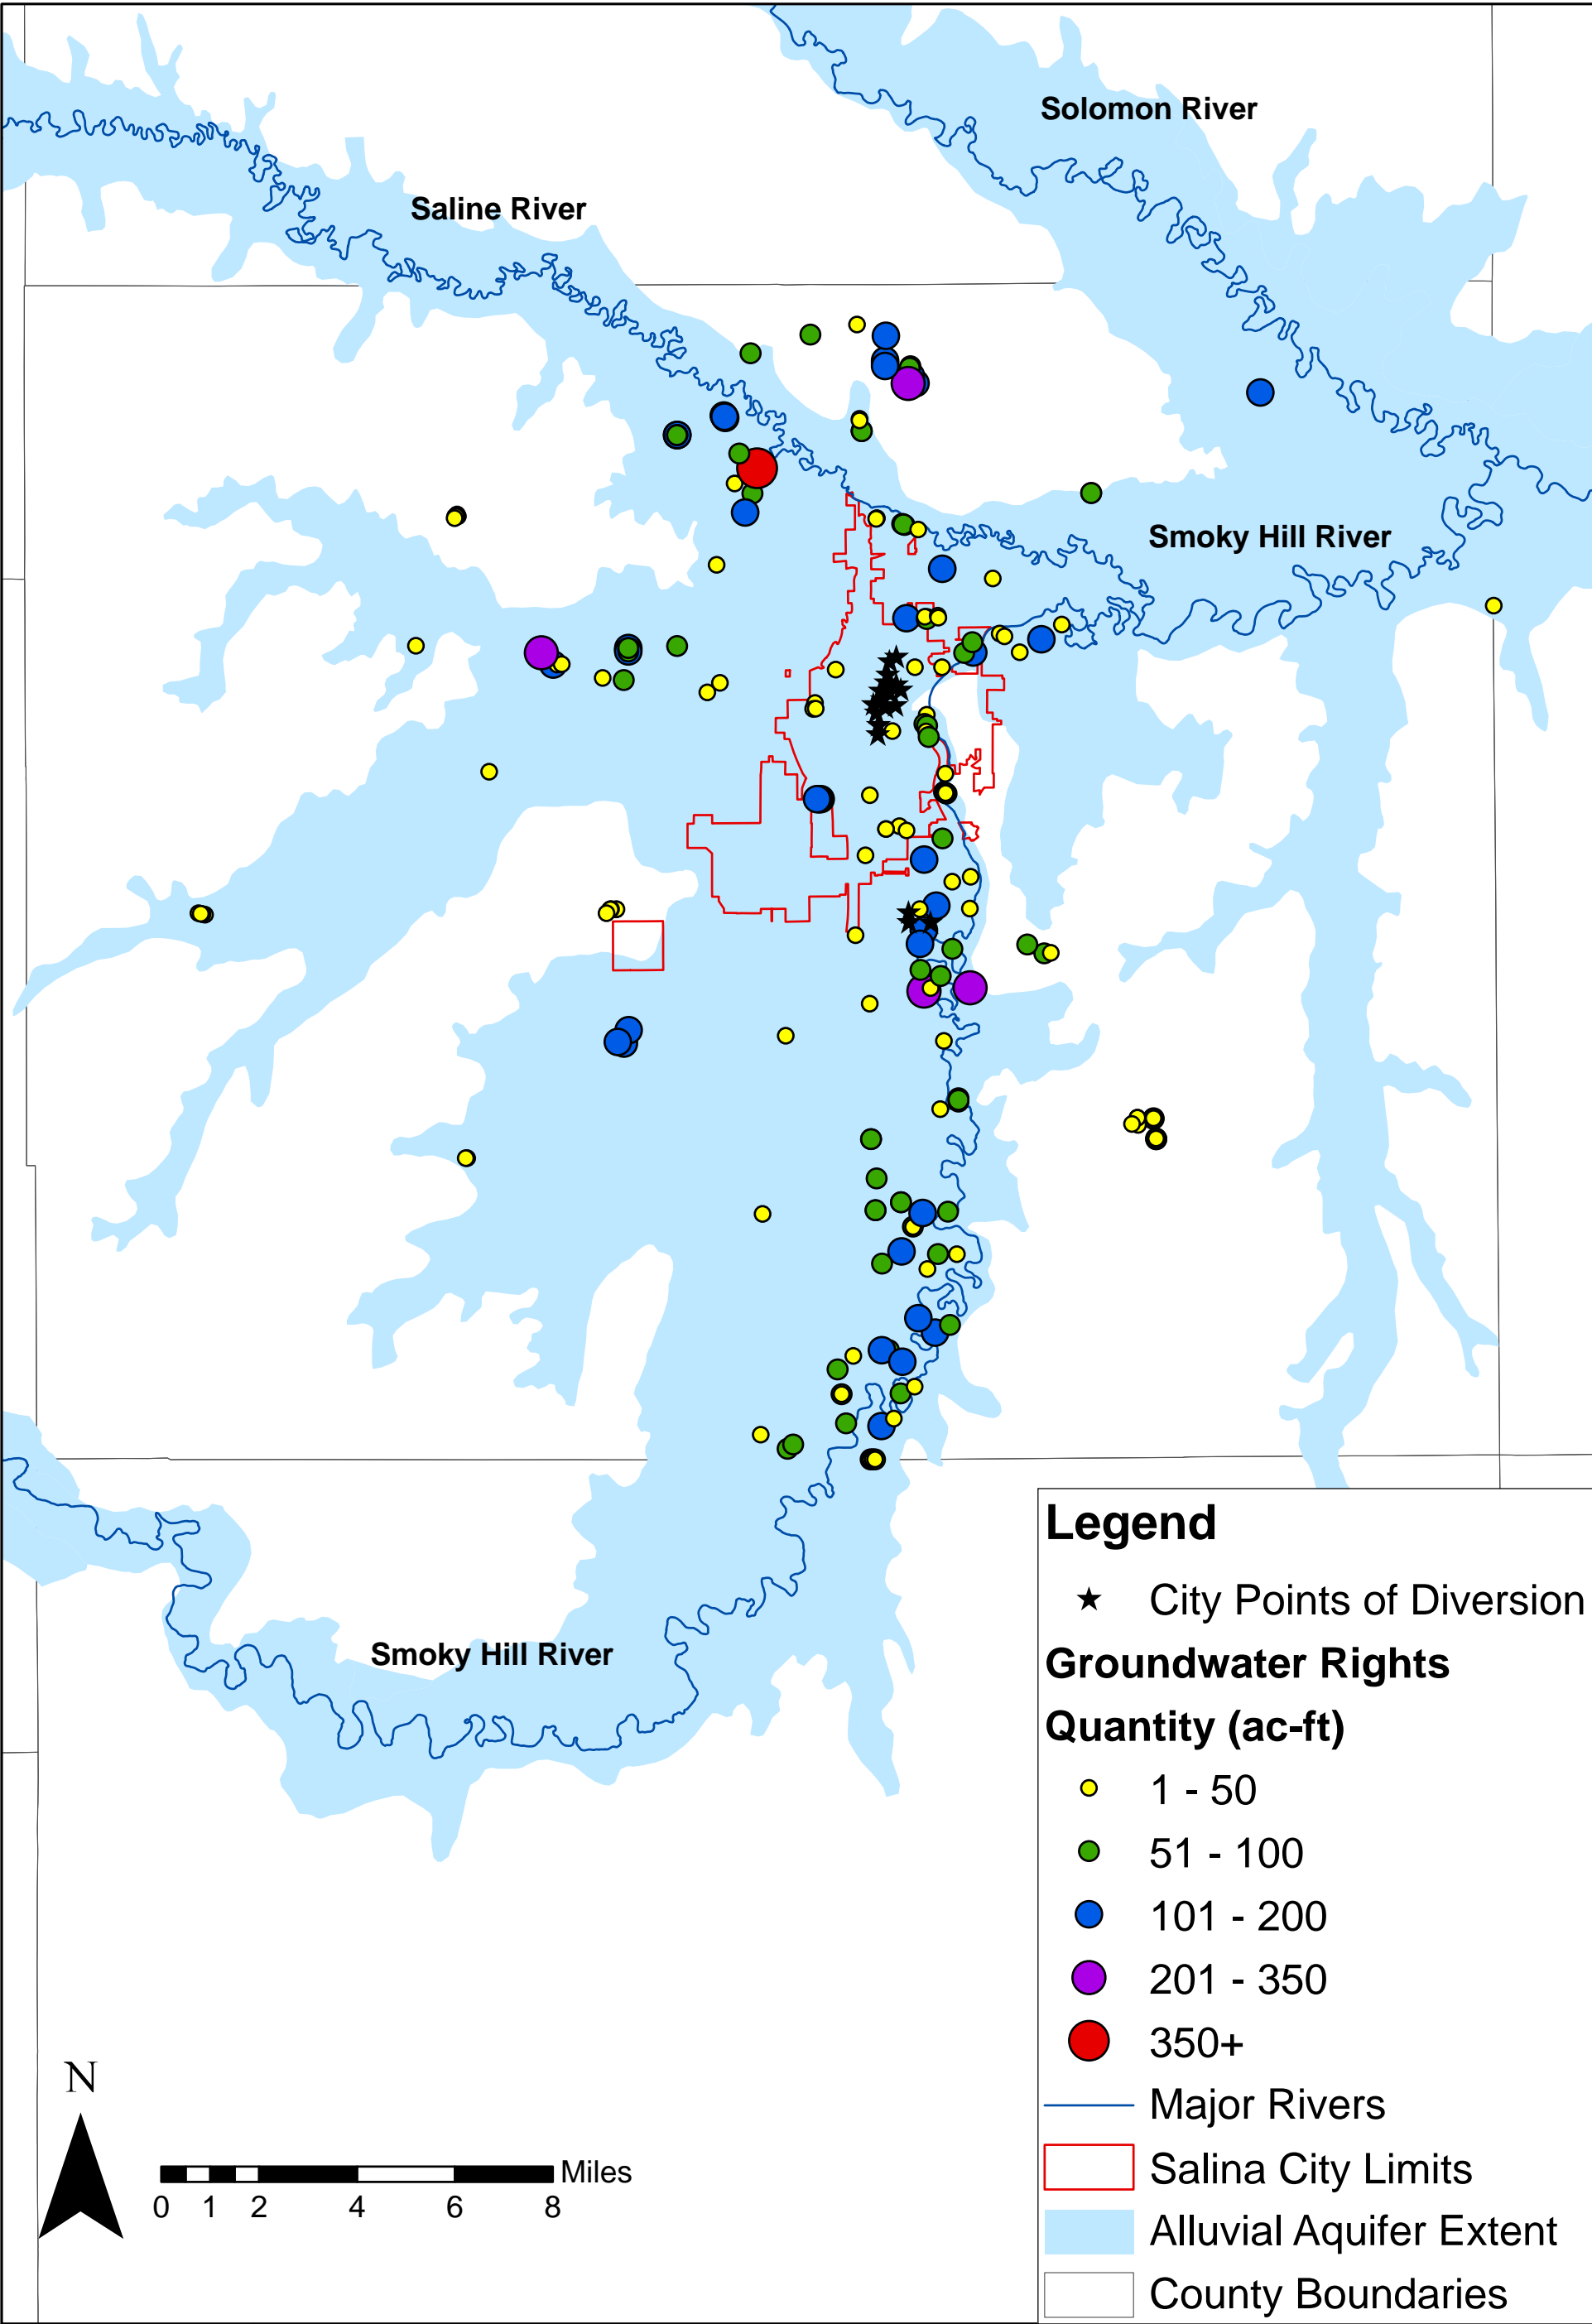 Solomon River
Saline River
Smoky Hill River
Smoky Hill River
Legend
City Points of Diversion
Groundwater Rights
Quantity (ac-ft)
1 - 50
51 - 100
101 - 200
201 - 350
350+
Major Rivers
Salina City Limits
Alluvial Aquifer Extent
County Boundaries
N
Miles
0 1 2 4 6 8